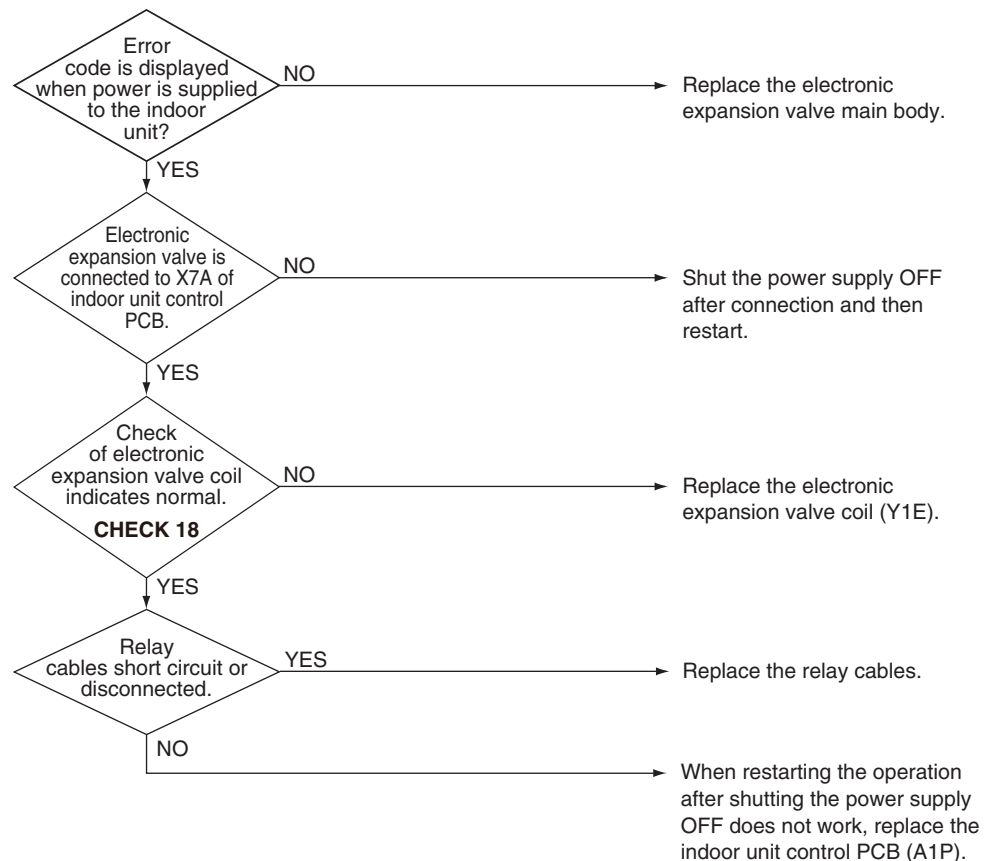 Error
code is displayed
when power is supplied
to the indoor
unit?
NO
Replace the electronic
expansion valve main body.
YES
Electronic
expansion valve is
connected to X7A of
indoor unit control
PCB.
NO
Shut the power supply OFF
after connection and then
restart.
YES
Check
of electronic
expansion valve coil
indicates normal.
CHECK 18
NO
Replace the electronic
expansion valve coil (Y1E).
YES
Relay
cables short circuit or
disconnected.
YES
Replace the relay cables.
NO
When restarting the operation
after shutting the power supply
OFF does not work, replace the
indoor unit control PCB (A1P).